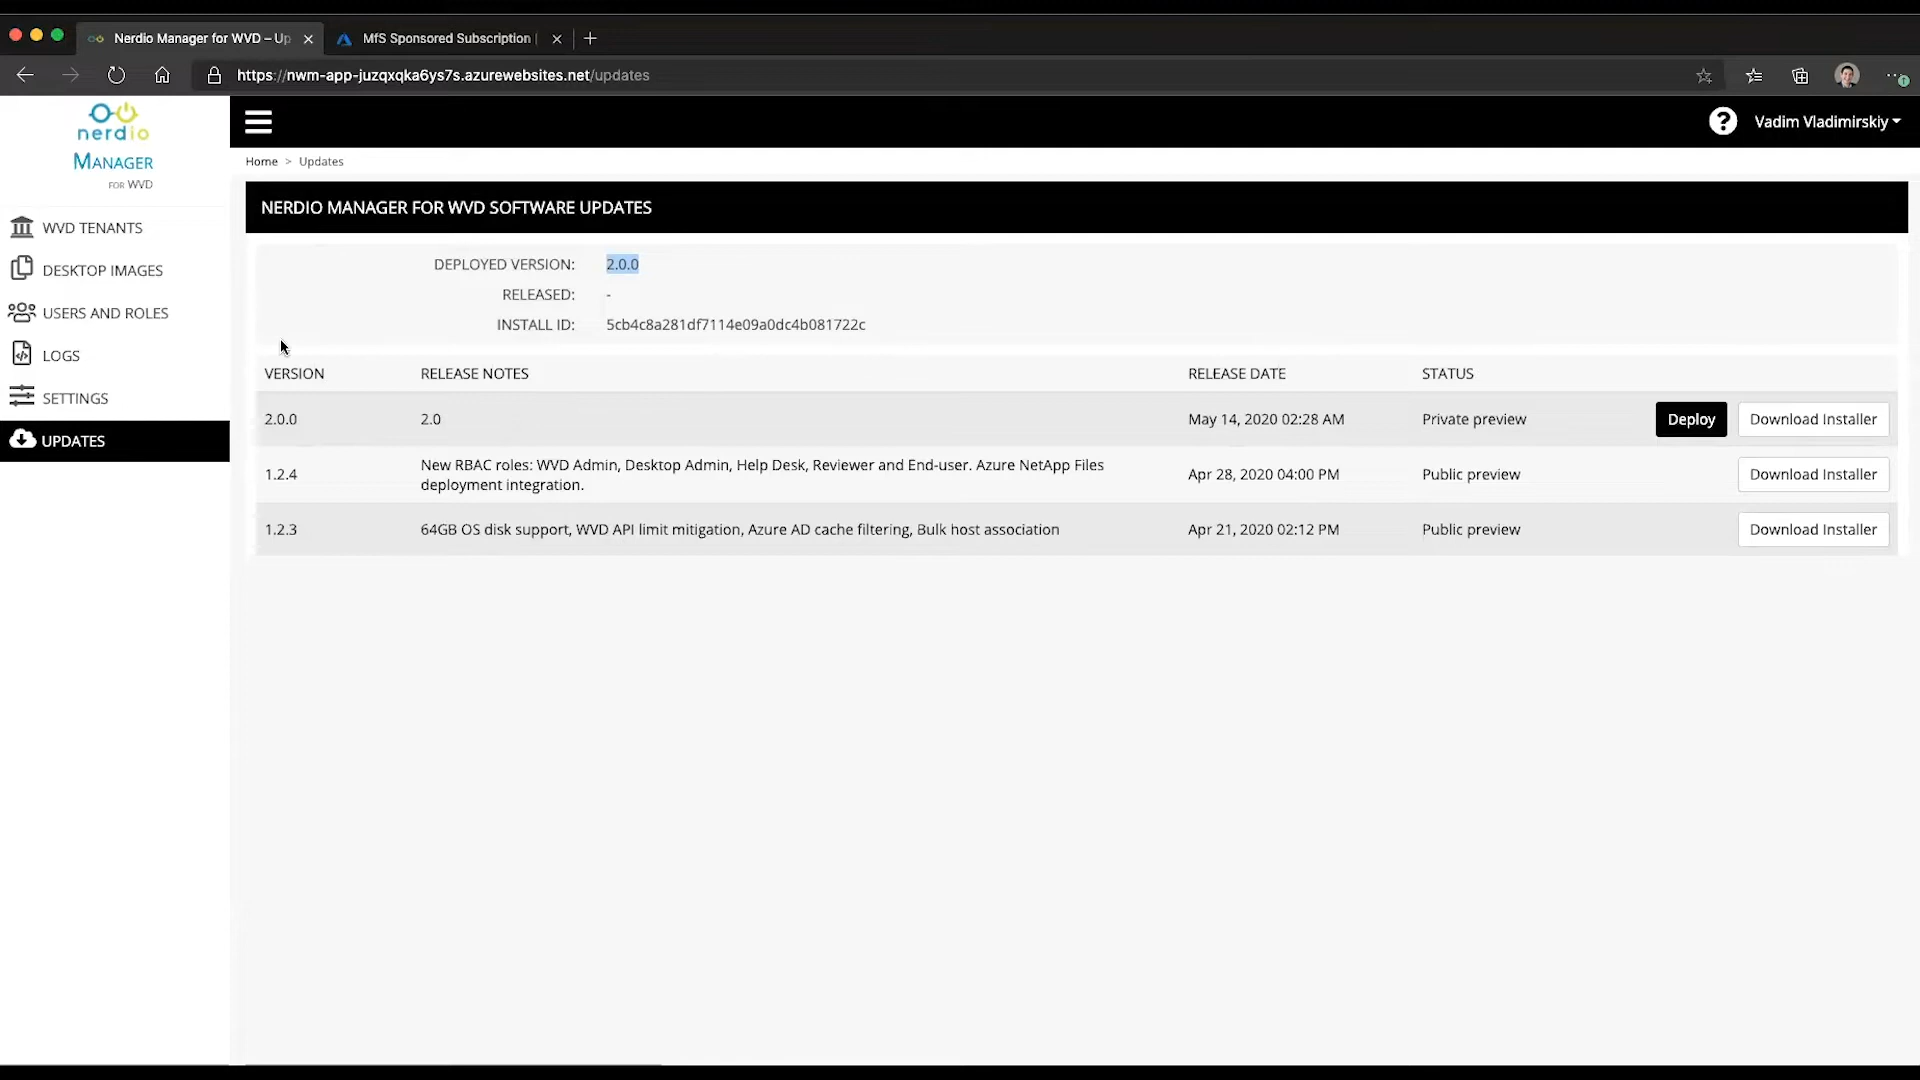 Nerdio Manager for WVD – Up
MfS Sponsored Subscription
https://nwm-app-juzqxqka6ys7s.azurewebsites.net/updates
nerdio
MANAGER
FOR WVD
? Vadim Vladimirskiy
Home > Updates
NERDIO MANAGER FOR WVD SOFTWARE UPDATES
WVD TENANTS
DESKTOP IMAGES
USERS AND ROLES
LOGS
SETTINGS
UPDATES
DEPLOYED VERSION: 2.0.0
RELEASED: -
INSTALL ID: 5cb4c8a281df7114e09a0dc4b081722c
VERSION RELEASE NOTES RELEASE DATE STATUS
2.0.0 2.0 May 14, 2020 02:28 AM Private preview Deploy Download Installer
1.2.4 New RBAC roles: WVD Admin, Desktop Admin, Help Desk, Reviewer and End-user. Azure NetApp Files
deployment integration. Apr 28, 2020 04:00 PM Public preview Download Installer
1.2.3 64GB OS disk support, WVD API limit mitigation, Azure AD cache filtering, Bulk host association Apr 21, 2020 02:12 PM Public preview Download Installer